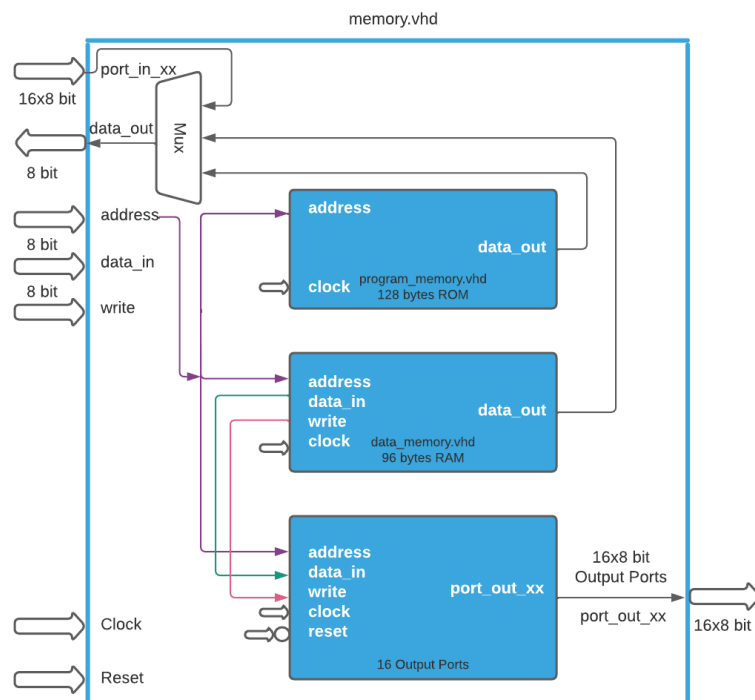 memory.vhd
port_in_xx
16x8 bit
data_out
8 bit
Mux
address
8 bit
data_in
8 bit
write
address
data_out
clock
program_memory.vhd
128 bytes ROM
address
data_in
write
clock
data_out
data_memory.vhd
96 bytes RAM
address
data_in
write
clock
reset
port_out_xx
16 Output Ports
16x8 bit
Output Ports
port_out_xx
16x8 bit
Clock
Reset